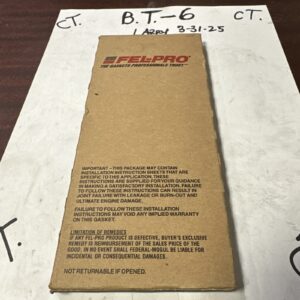 CT. B.T.-6 CT.
3-31-25
FEL-PRO
THE GASKETS PROFESSIONALS TRUST
IMPORTANT - THIS PACKAGE MAY CONTAIN
INSTALLATION INSTRUCTION SHEETS THAT ARE
SPECIFIC TO THIS INSTALLATION. THESE
INSTRUCTIONS ARE SUPPLIED FOR YOUR GUIDANCE
IN MAKING A SATISFACTORY INSTALLATION. FAILURE
TO FOLLOW THESE INSTRUCTIONS CAN RESULT IN
JOINT FAILURE WITH LEAKAGE OR BURN-OUT AND
ULTIMATE ENGINE DAMAGE.
FAILURE TO FOLLOW THESE INSTALLATION
INSTRUCTIONS MAY VOID ANY IMPLIED WARRANTY
ON THIS GASKET.
LIMITATION OF REMEDIES
IF ANY FEL-PRO PRODUCT IS DEFECTIVE, BUYER'S EXCLUSIVE
REMEDY IS REIMBURSEMENT OF THE SALES PRICE OF THE
GOOD. IN NO EVENT SHALL FEDERAL-MOGUL BE LIABLE FOR
INCIDENTAL OR CONSEQUENTIAL DAMAGES.
NOT RETURNABLE IF OPENED.
T.
C